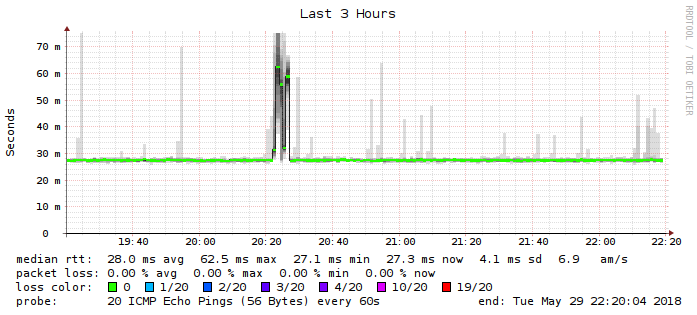 Last 3 Hours
RRDTOOL / TOBI OETIKER
Seconds
70 m
60 m
50 m
40 m
30 m
20 m
10 m
0
19:40 20:00 20:20 20:40 21:00 21:20 21:40 22:00 22:20
median rtt: 28.0 ms avg 62.5 ms max 27.1 ms min 27.3 ms now 4.1 ms sd 6.9 am/s
packet loss: 0.00 % avg 0.00 % max 0.00 % min 0.00 % now
loss color: 0 1/20 2/20 3/20 4/20 10/20 19/20
probe: 20 ICMP Echo Pings (56 Bytes) every 60s end: Tue May 29 22:20:04 2018